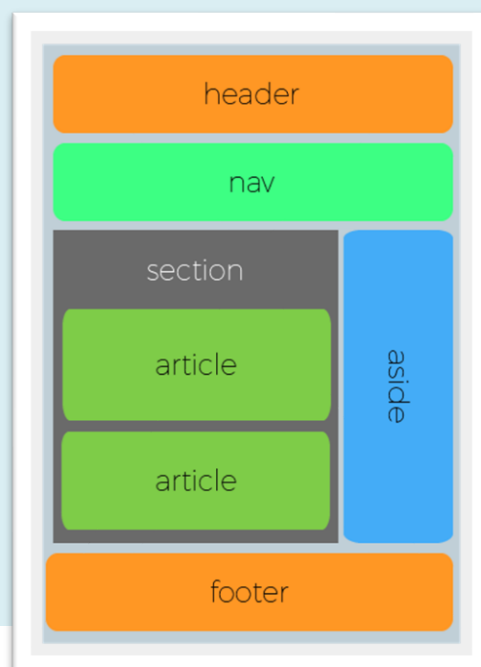 header
nav
section
article
article
aside
footer